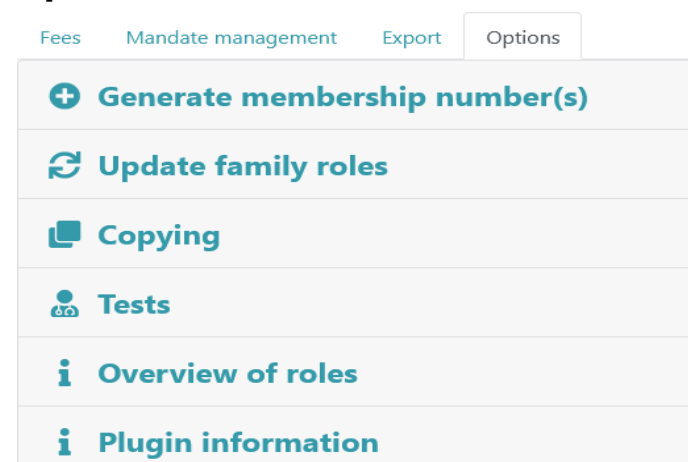 Fees Mandate management Export Options
Generate membership number(s)
Update family roles
Copying
Tests
Overview of roles
Plugin information